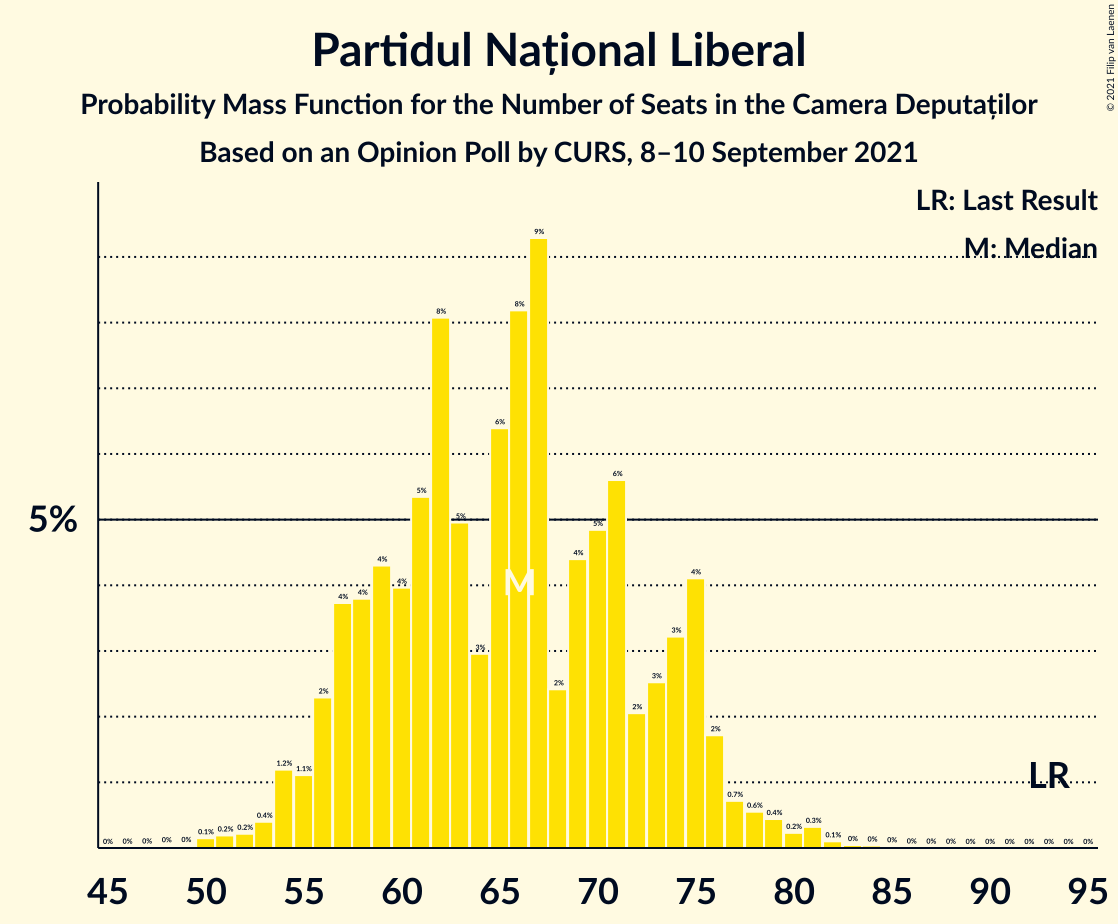 Partidul Național Liberal
Probability Mass Function for the Number of Seats in the Camera Deputaților
Based on an Opinion Poll by CURS, 8–10 September 2021
© 2021 Filip van Laenen
LR: Last Result
M: Median
5%
0% 0% 0% 0% 0% 0.1% 0.2% 0.2% 0.4% 1.2% 1.1% 2% 4% 4% 4% 4% 5% 8% 5% 3% 6% 8% 9% 2% 4% 5% 6% 2% 3% 3% 4% 2% 0.7% 0.6% 0.4% 0.2% 0.3% 0.1% 0% 0% 0% 0% 0% 0% 0% 0% 0% 0% 0% 0% 0%
M
LR
45 50 55 60 65 70 75 80 85 90 95